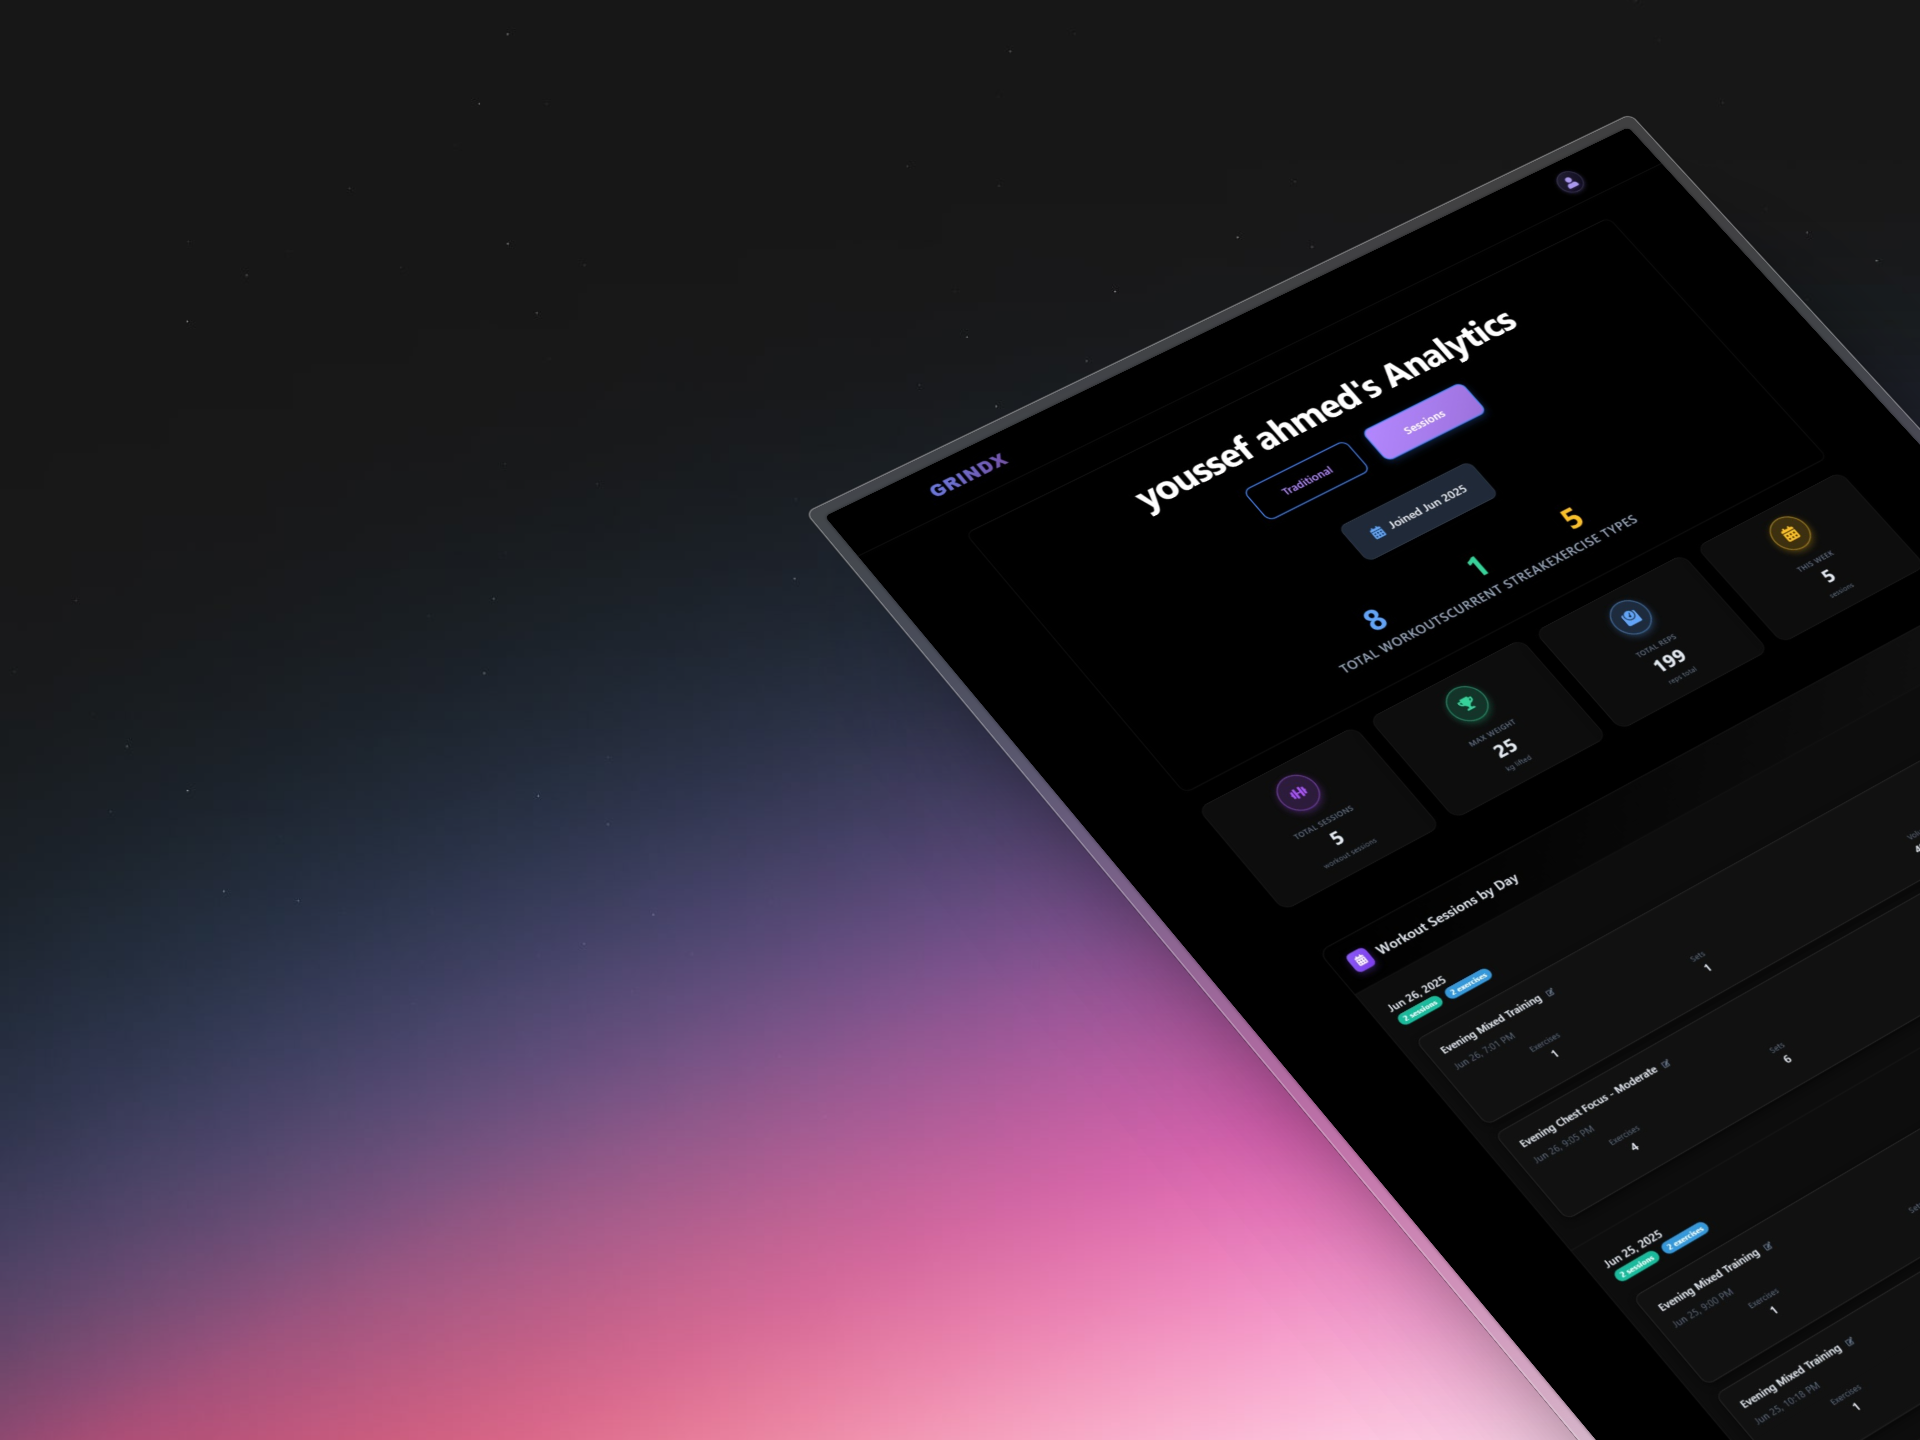 GRINDX
youssef ahmed's Analytics
Traditional
Sessions
Joined Jun 2025
8
TOTAL WORKOUTS
1
CURRENT STREAK
5
EXERCISE TYPES
TOTAL SESSIONS
5
workout sessions
MAX WEIGHT
25
kg lifted
TOTAL REPS
199
reps total
THIS WEEK
5
sessions
Workout Sessions by Day
Jun 26, 2025
2 sessions
2 exercises
Evening Mixed Training
Jun 26, 7:01 PM
Exercises
1
Sets
1
Evening Chest Focus - Moderate
Jun 26, 9:05 PM
Exercises
4
Sets
6
Jun 25, 2025
2 sessions
2 exercises
Evening Mixed Training
Jun 25, 9:00 PM
Exercises
1
Evening Mixed Training
Jun 25, 10:18 PM
Exercises
1